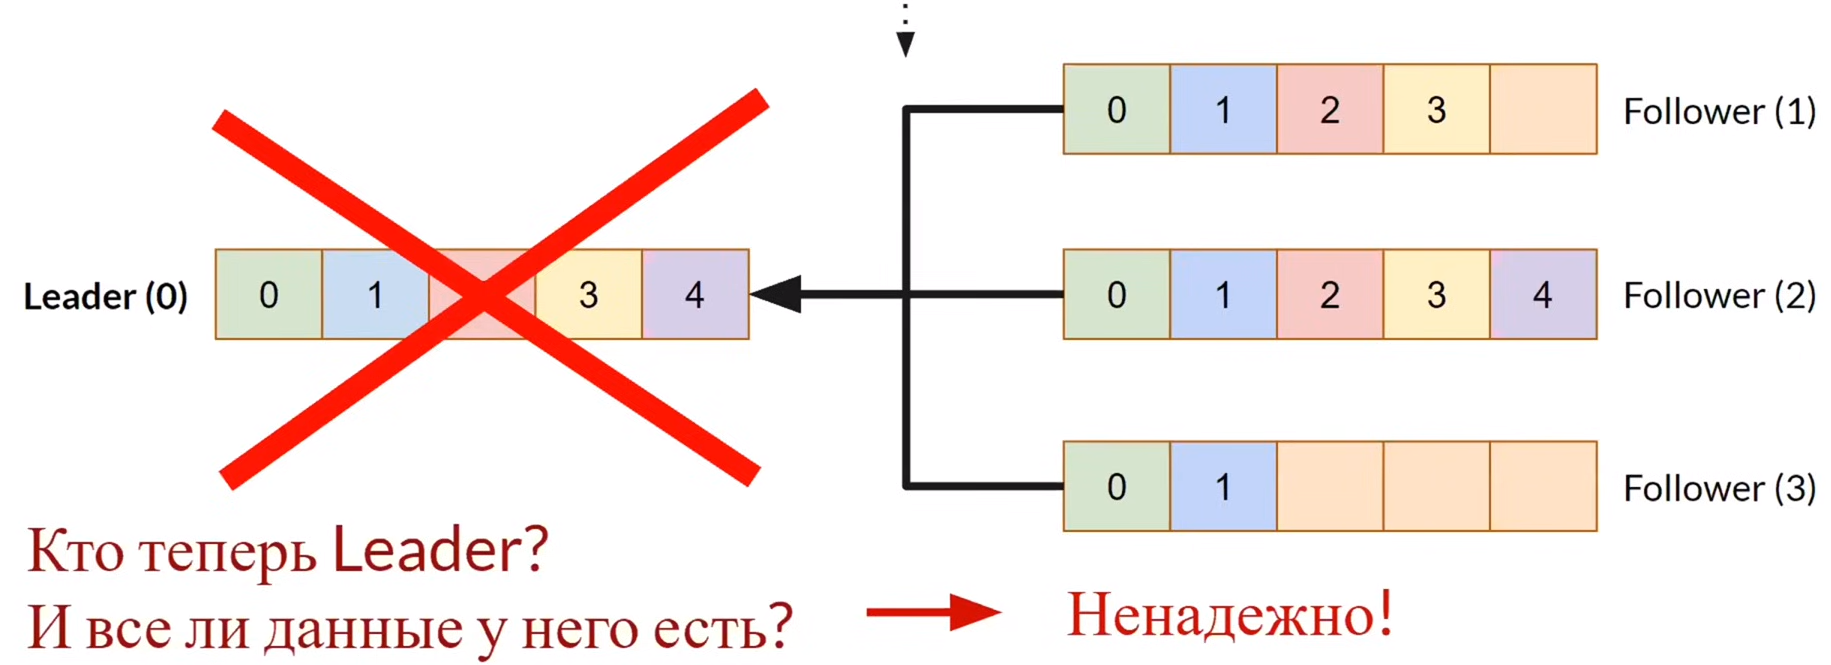 0 1 2 3 Follower (1)
Leader (0) 0 1 3 4 0 1 2 3 4 Follower (2)
0 1 Follower (3)
Кто теперь Leader?
И все ли данные у него есть? Ненадежно!